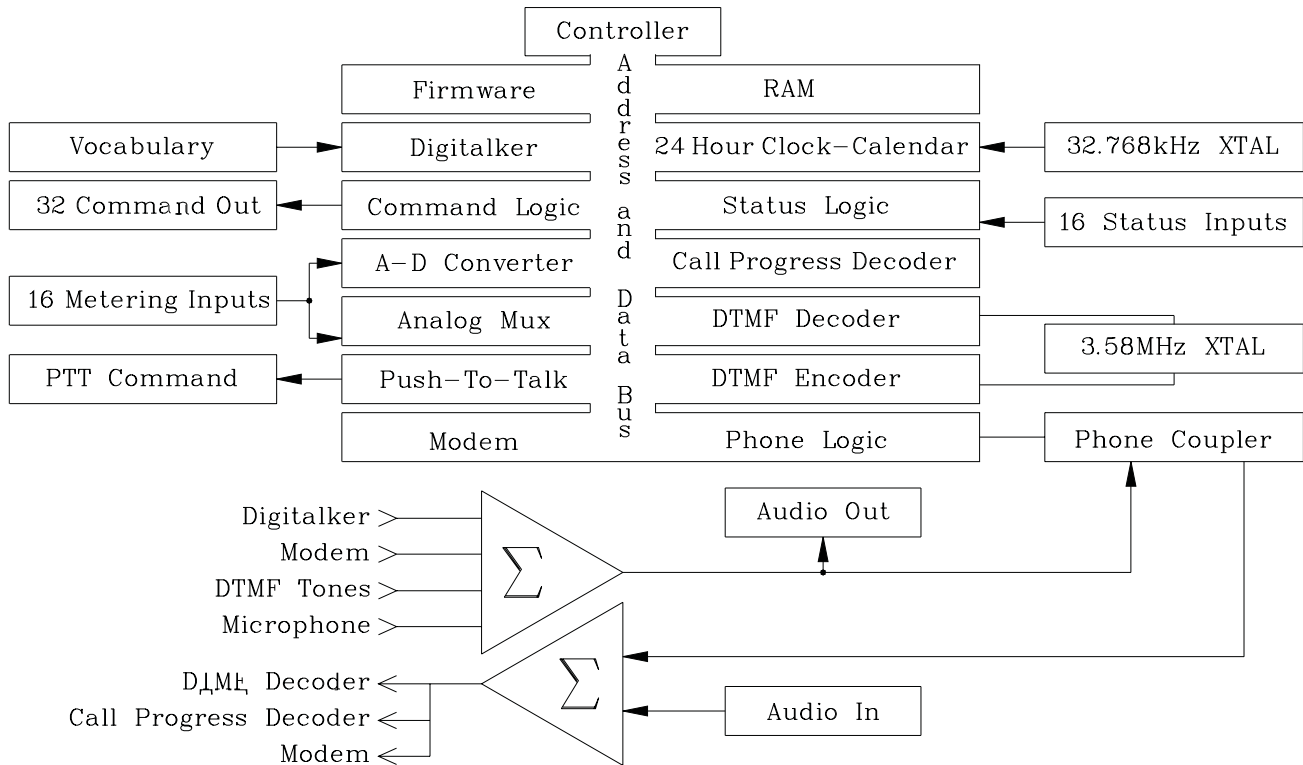 Controller
Firmware
RAM
Vocabulary
Digitalker
24 Hour Clock-Calendar
32.768kHz XTAL
32 Command Out
Command Logic
Status Logic
16 Status Inputs
A-D Converter
Call Progress Decoder
16 Metering Inputs
Analog Mux
DTMF Decoder
3.58MHz XTAL
PTT Command
Push-To-Talk
DTMF Encoder
Modem
Phone Logic
Phone Coupler
Address and Data Bus
Digitalker
Modem
DTMF Tones
Microphone
Σ
Audio Out
DTMF Decoder
Call Progress Decoder
Modem
Σ
Audio In